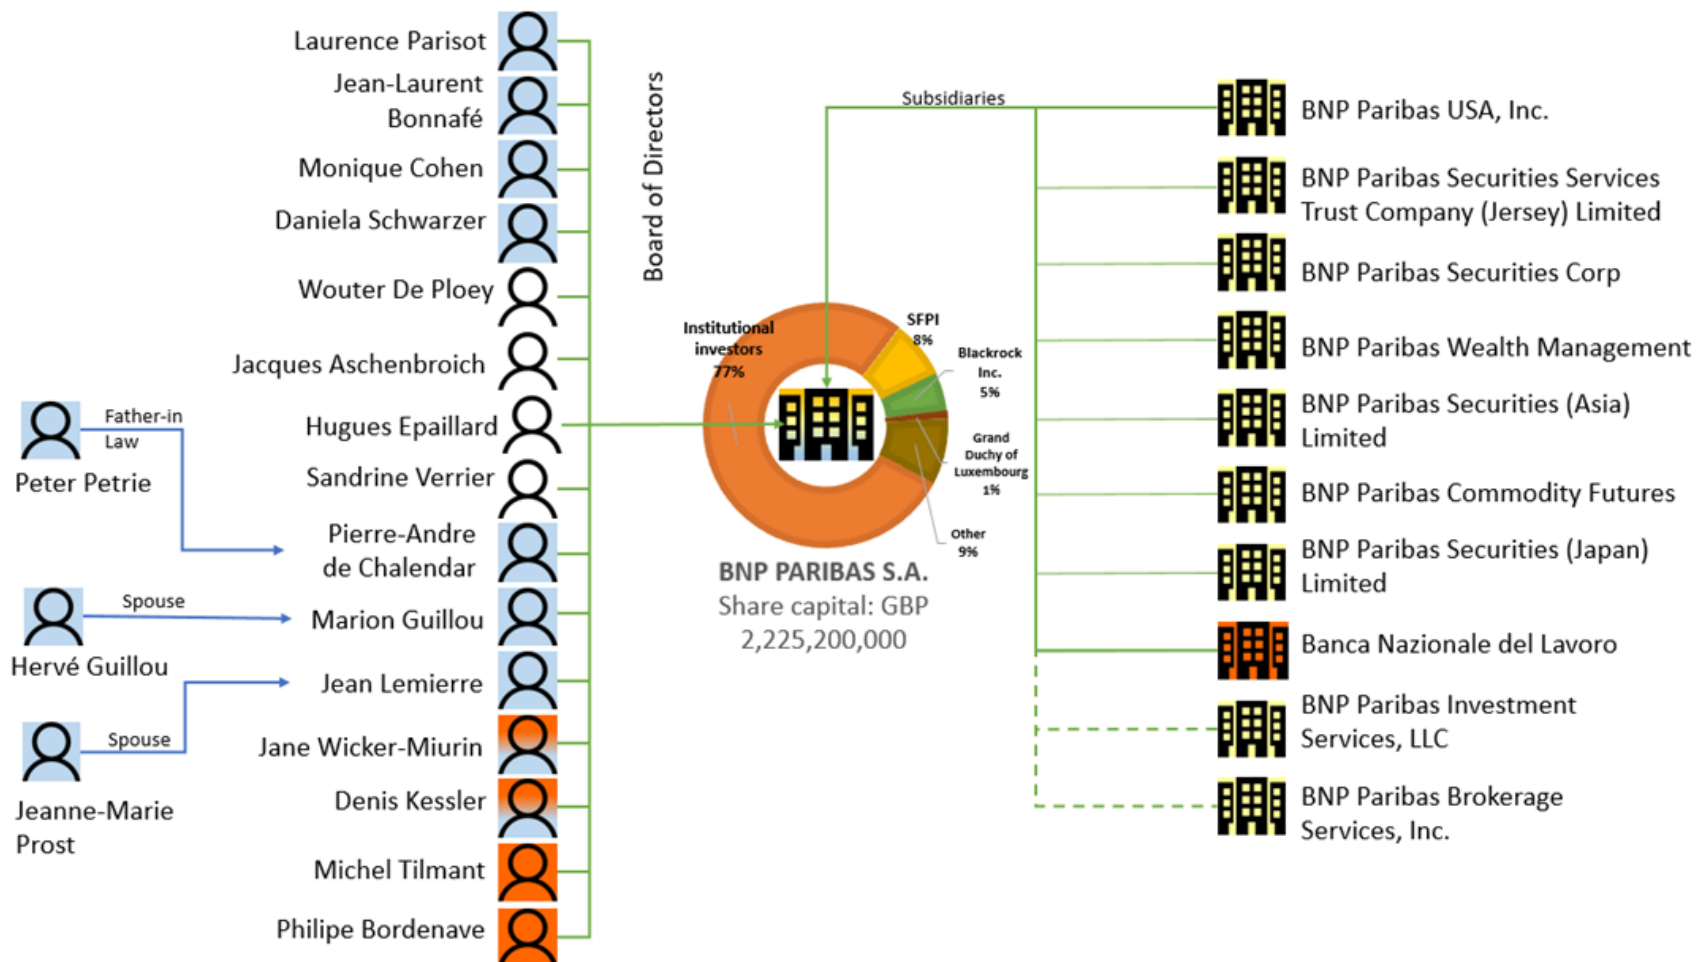 Laurence Parisot
Jean-Laurent
Bonnafé
Monique Cohen
Daniela Schwarzer
Wouter De Ploey
Jacques Aschenbroich
Hugues Epaillard
Sandrine Verrier
Pierre-Andre
de Chalendar
Marion Guillou
Jean Lemierre
Jane Wicker-Miurin
Denis Kessler
Michel Tilmant
Philipe Bordenave
Father-in
Law
Peter Petrie
Spouse
Hervé Guillou
Spouse
Jeanne-Marie
Prost
Board of Directors
Institutional
investors
77%
SFPI
8%
Blackrock
Inc.
5%
Grand
Duchy of
Luxembourg
1%
Other
9%
BNP PARIBAS S.A.
Share capital: GBP
2,225,200,000
Subsidiaries
BNP Paribas USA, Inc.
BNP Paribas Securities Services
Trust Company (Jersey) Limited
BNP Paribas Securities Corp
BNP Paribas Wealth Management
BNP Paribas Securities (Asia)
Limited
BNP Paribas Commodity Futures
BNP Paribas Securities (Japan)
Limited
Banca Nazionale del Lavoro
BNP Paribas Investment
Services, LLC
BNP Paribas Brokerage
Services, Inc.